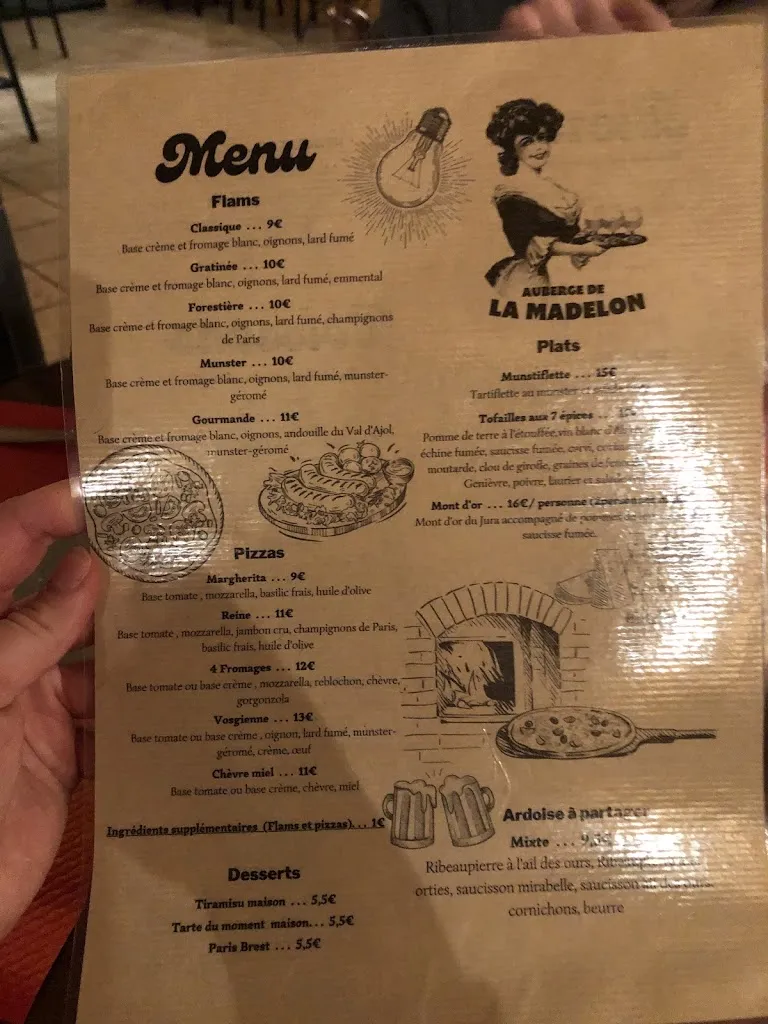 Menu
Flams
Classique ... 9€
Base crème et fromage blanc, oignons, lard fumé
Gratinée ... 10€
Base crème et fromage blanc, oignons, lard fumé, emmental
Forestière ... 10€
Base crème et fromage blanc, oignons, lard fumé, champignons
de Paris
Munster ... 10€
Base crème et fromage blanc, oignons, lard fumé, munster-
géromé
Gourmande ... 11€
Base crème et fromage blanc, oignons, andouille du Val d'Ajol,
munster-géromé
Pizzas
Margherita ... 9€
Base tomate , mozzarella, basilic frais, huile d'olive
Reine ... 11€
Base tomate , mozzarella, jambon cru, champignons de Paris,
basilic frais, huile d'olive
4 Fromages ... 12€
Base tomate ou base crème , mozzarella, reblochon, chèvre,
gorgonzola
Vosgienne ... 13€
Base tomate ou base crème , oignon, lard fumé, munster-
géromé, crème, œuf
Chèvre miel ... 11€
Base tomate ou base crème, chèvre, miel
Ingrédients supplémentaires (Flams et pizzas)... 1€
Desserts
Tiramisu maison ... 5,5€
Tarte du moment maison... 5,5€
Paris Brest ... 5,5€
AUBERGE DE
LA MADELON
Plats
Munstiflette ... 15€
Tartiflette au munster et
Tofailles aux 7 épices ...
Pomme de terre à l'étouffée, vin blanc
échine fumée, saucisse fumée,
moutarde, clou de girofle, graines de
Genièvre, poivre, laurier et
Mont d'or ... 16€/ personne
Mont d'or du Jura accompagné de
saucisse fumée.
Ardoise à partager
Mixte ...
Ribeaupierre à l'ail des ours,
orties, saucisson mirabelle, saucisson
cornichons, beurre